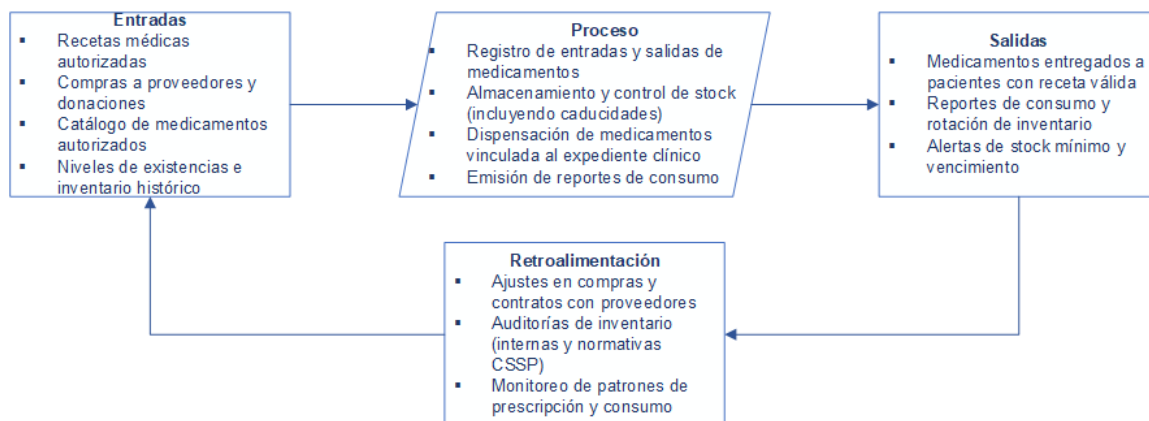 Entradas
▪ Recetas médicas
autorizadas
▪ Compras a proveedores y
donaciones
▪ Catálogo de medicamentos
autorizados
▪ Niveles de existencias e
inventario histórico
Proceso
▪ Registro de entradas y salidas de
medicamentos
▪ Almacenamiento y control de stock
(incluyendo caducidades)
▪ Dispensación de medicamentos
vinculada al expediente clínico
▪ Emisión de reportes de consumo
Salidas
▪ Medicamentos entregados a
pacientes con receta válida
▪ Reportes de consumo y
rotación de inventario
▪ Alertas de stock mínimo y
vencimiento
Retroalimentación
▪ Ajustes en compras y
contratos con proveedores
▪ Auditorías de inventario
(internas y normativas
CSSP)
▪ Monitoreo de patrones de
prescripción y consumo